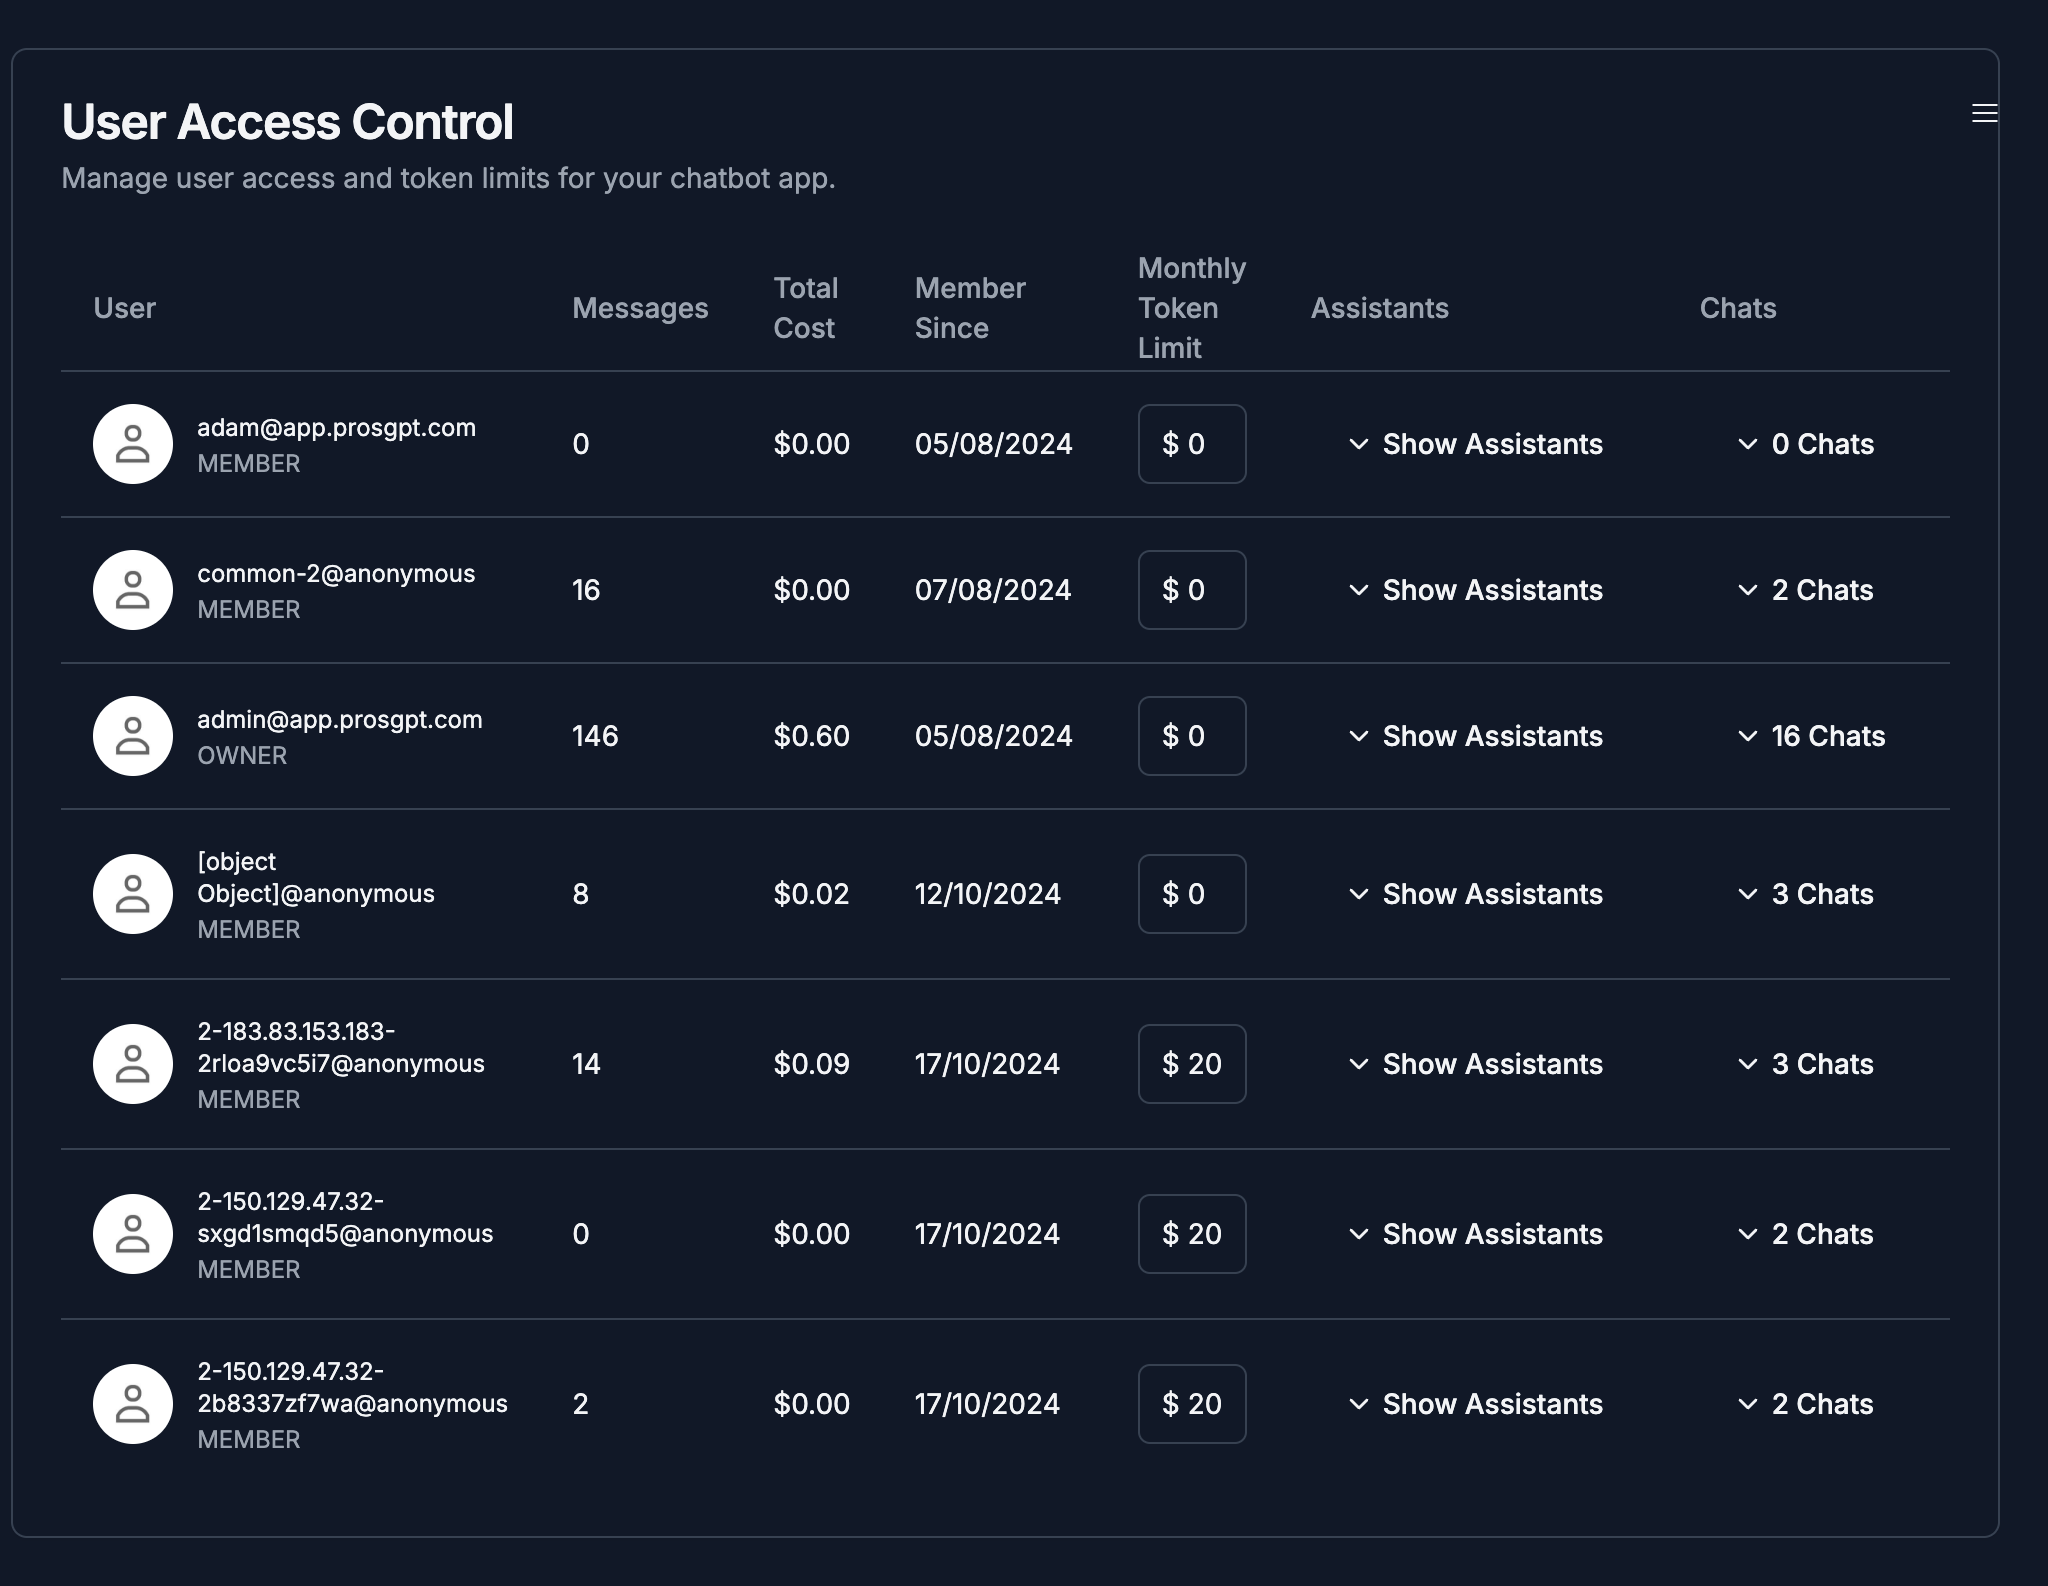 User Access Control
Manage user access and token limits for your chatbot app.
User
Messages
Total
Cost
Member
Since
Monthly
Token
Limit
Assistants
Chats
adam@app.prosgpt.com
MEMBER
0
$0.00
05/08/2024
$ 0
Show Assistants
0 Chats
common-2@anonymous
MEMBER
16
$0.00
07/08/2024
$ 0
Show Assistants
2 Chats
admin@app.prosgpt.com
OWNER
146
$0.60
05/08/2024
$ 0
Show Assistants
16 Chats
[object
Object]@anonymous
MEMBER
8
$0.02
12/10/2024
$ 0
Show Assistants
3 Chats
2-183.83.153.183-
2rloa9vc5i7@anonymous
MEMBER
14
$0.09
17/10/2024
$ 20
Show Assistants
3 Chats
2-150.129.47.32-
sxgd1smqd5@anonymous
MEMBER
0
$0.00
17/10/2024
$ 20
Show Assistants
2 Chats
2-150.129.47.32-
2b8337zf7wa@anonymous
MEMBER
2
$0.00
17/10/2024
$ 20
Show Assistants
2 Chats